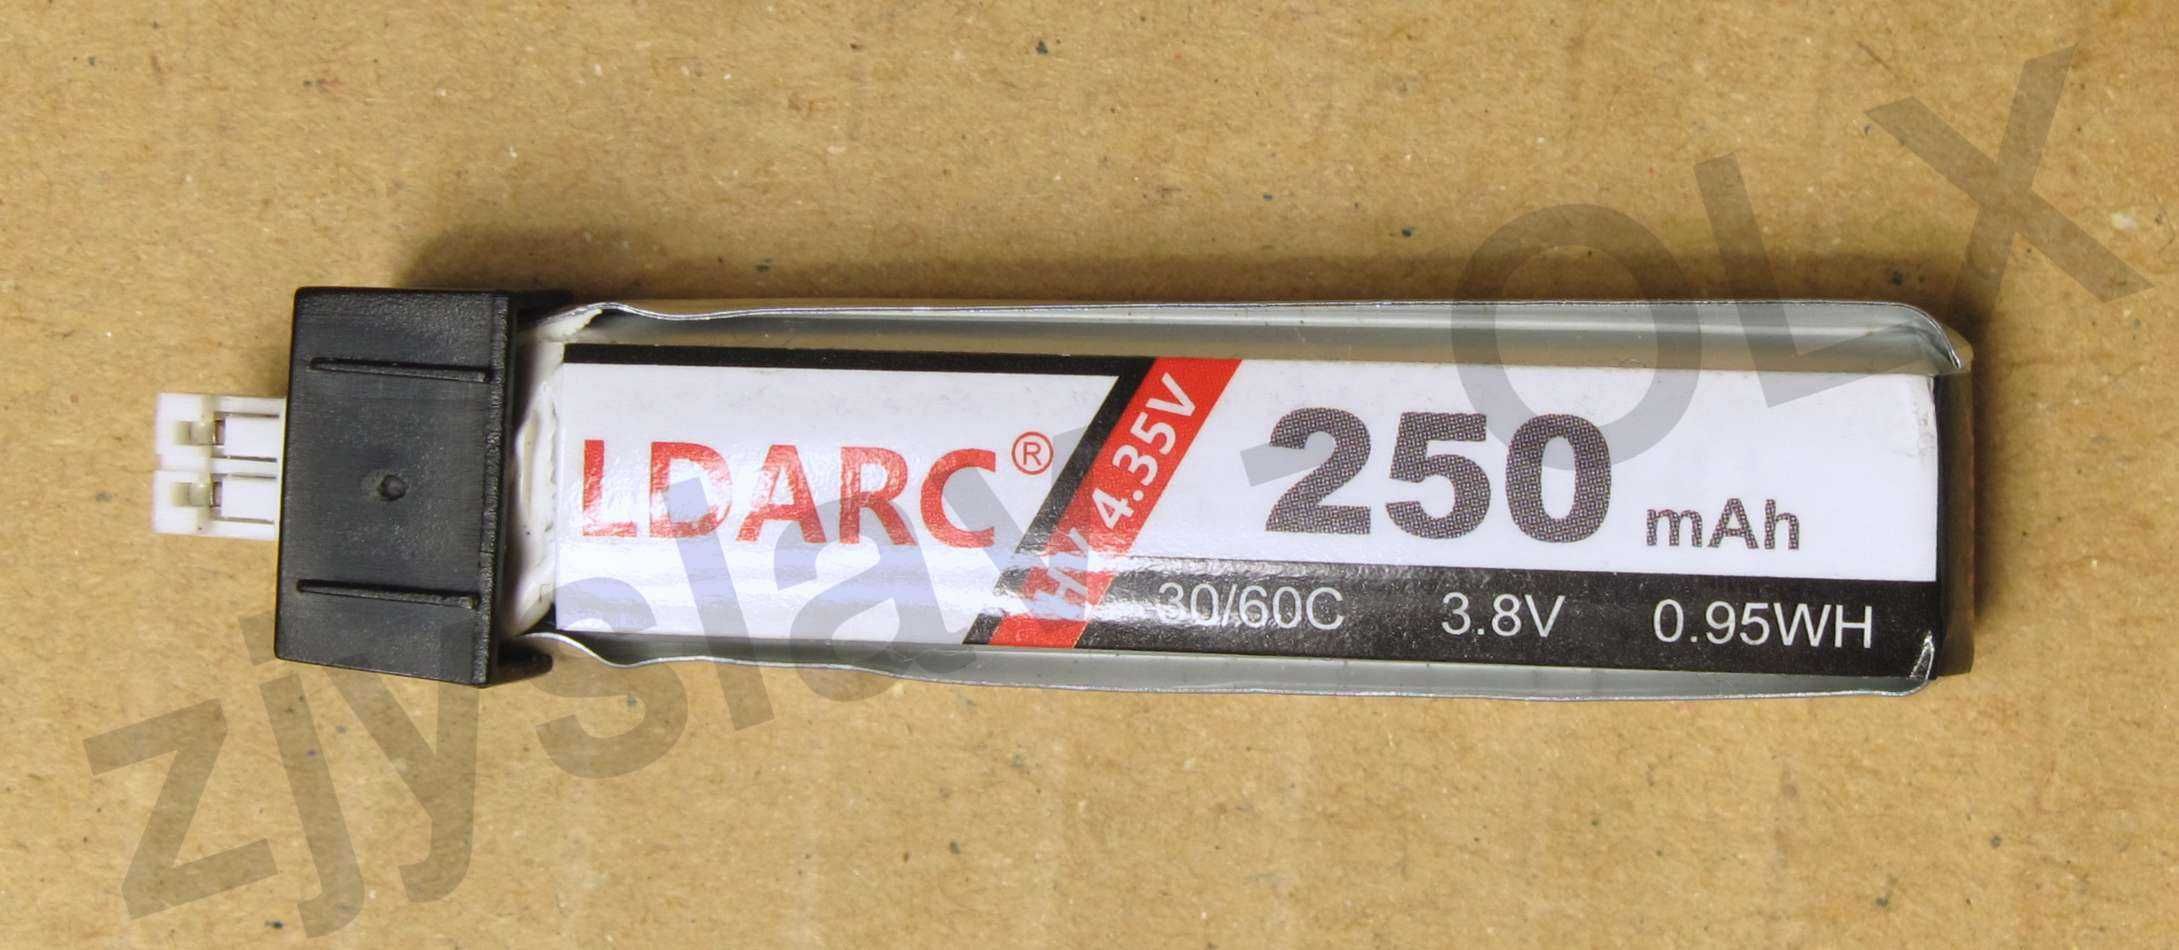 LDARC®
HV 4.35V
250 mAh
30/60C 3.8V 0.95WH
zjyslav - OLX